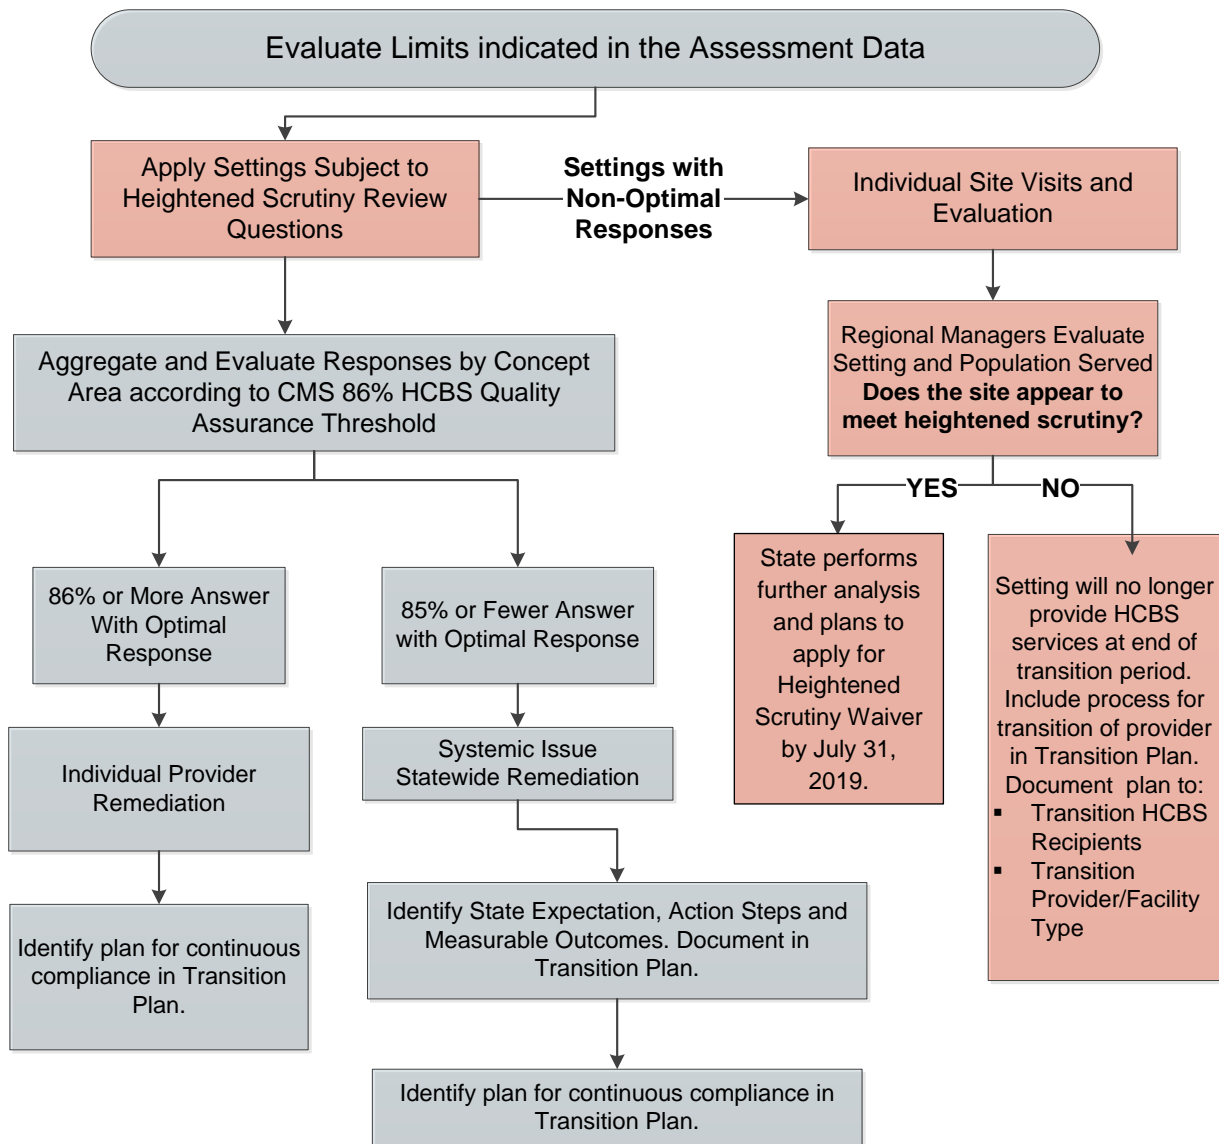 Evaluate Limits indicated in the Assessment Data
Apply Settings Subject to
Heightened Scrutiny Review
Questions
Settings with
Non-Optimal
Responses
Individual Site Visits and
Evaluation
Regional Managers Evaluate
Setting and Population Served
Does the site appear to
meet heightened scrutiny?
YES
NO
Aggregate and Evaluate Responses by Concept
Area according to CMS 86% HCBS Quality
Assurance Threshold
86% or More Answer
With Optimal
Response
85% or Fewer Answer
with Optimal Response
State performs
further analysis
and plans to
apply for
Heightened
Scrutiny Waiver
by July 31,
2019.
Setting will no longer
provide HCBS
services at end of
transition period.
Include process for
transition of provider
in Transition Plan.
Document plan to:
▪ Transition HCBS
Recipients
▪ Transition
Provider/Facility
Type
Individual Provider
Remediation
Systemic Issue
Statewide Remediation
Identify plan for continuous
compliance in Transition
Plan.
Identify State Expectation, Action Steps and
Measurable Outcomes. Document in
Transition Plan.
Identify plan for continuous compliance in
Transition Plan.